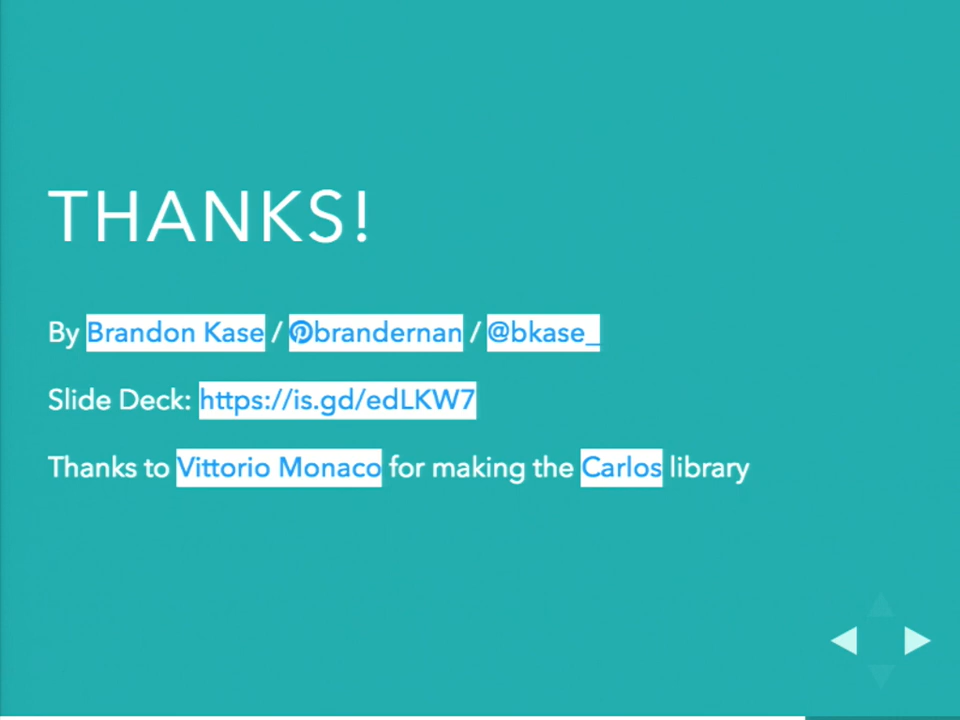 THANKS!
By Brandon Kase / brandernan / @bkase_
Slide Deck: https://is.gd/edLKW7
Thanks to Vittorio Monaco for making the Carlos library